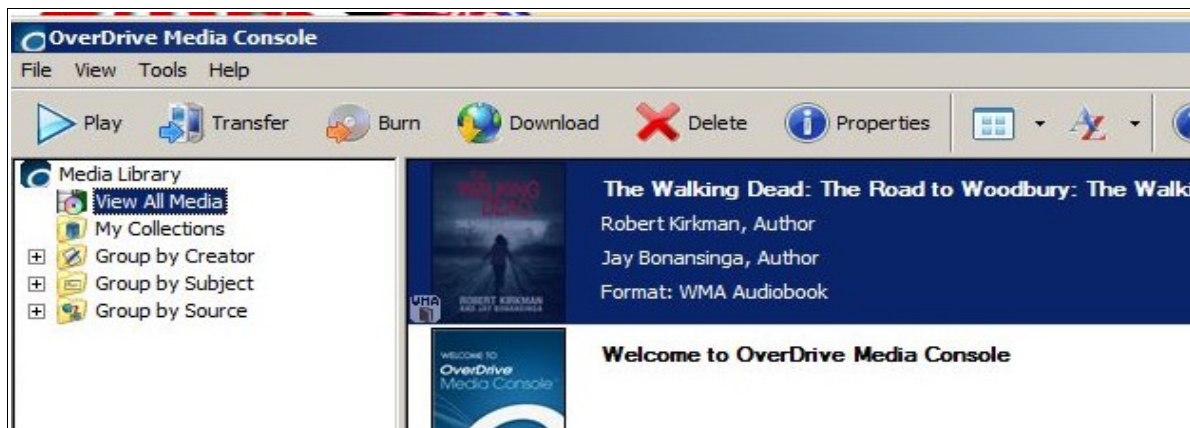 OverDrive Media Console
File View Tools Help
Play Transfer Burn Download Delete Properties
Media Library
View All Media
My Collections
Group by Creator
Group by Subject
Group by Source
THE
WALKING
DEAD
ROBERT KIRKMAN
AND JAY BONANSINGA
WMA
The Walking Dead: The Road to Woodbury: The Walki
Robert Kirkman, Author
Jay Bonansinga, Author
Format: WMA Audiobook
WELCOME TO
OverDrive
Media Console
Welcome to OverDrive Media Console